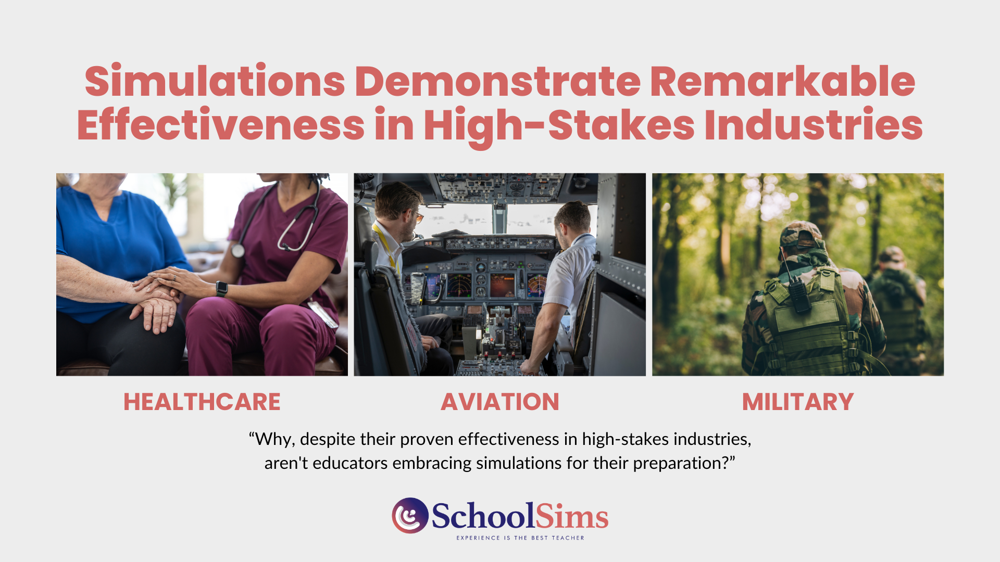 Simulations Demonstrate Remarkable
Effectiveness in High-Stakes Industries
HEALTHCARE
AVIATION
MILITARY
“Why, despite their proven effectiveness in high-stakes industries,
aren't educators embracing simulations for their preparation?”
SchoolSims
EXPERIENCE IS THE BEST TEACHER